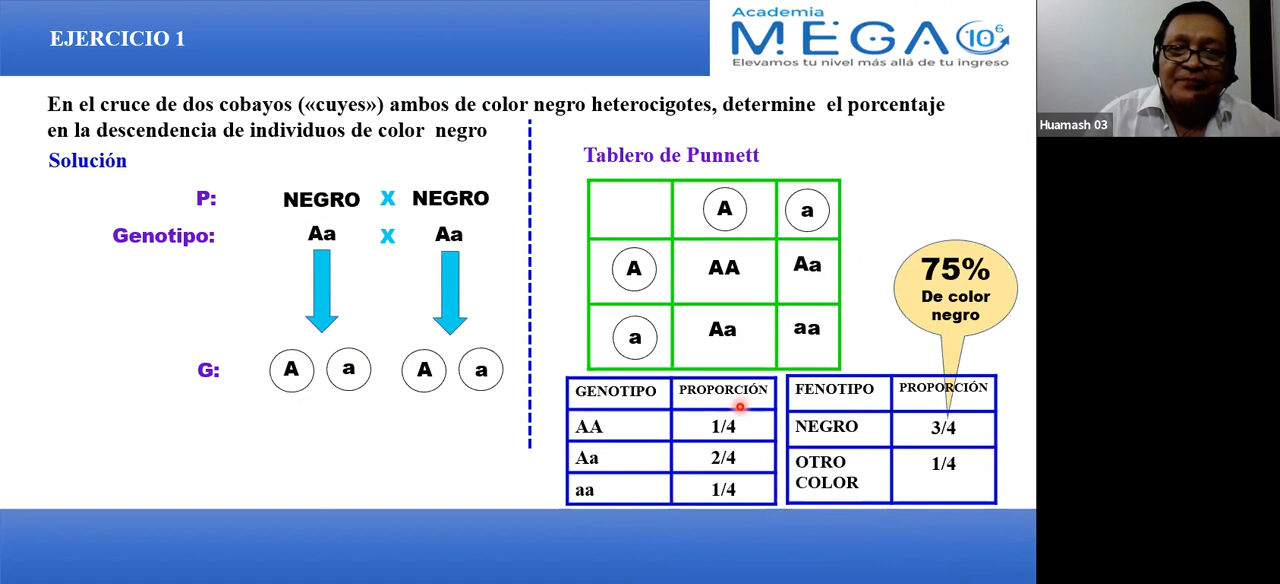 EJERCICIO 1
Academia
MEGA 10⁶
Elevamos tu nivel más allá de tu ingreso
Huamash 03
En el cruce de dos cobayos («cuyes») ambos de color negro heterocigotes, determine el porcentaje
en la descendencia de individuos de color negro
Solución
P: NEGRO X NEGRO
Genotipo: Aa X Aa
G: A a A a
Tablero de Punnett
A a
A AA Aa
a Aa aa
75%
De color
negro
GENOTIPO PROPORCIÓN
AA 1/4
Aa 2/4
aa 1/4
FENOTIPO PROPORCIÓN
NEGRO 3/4
OTRO 1/4
COLOR